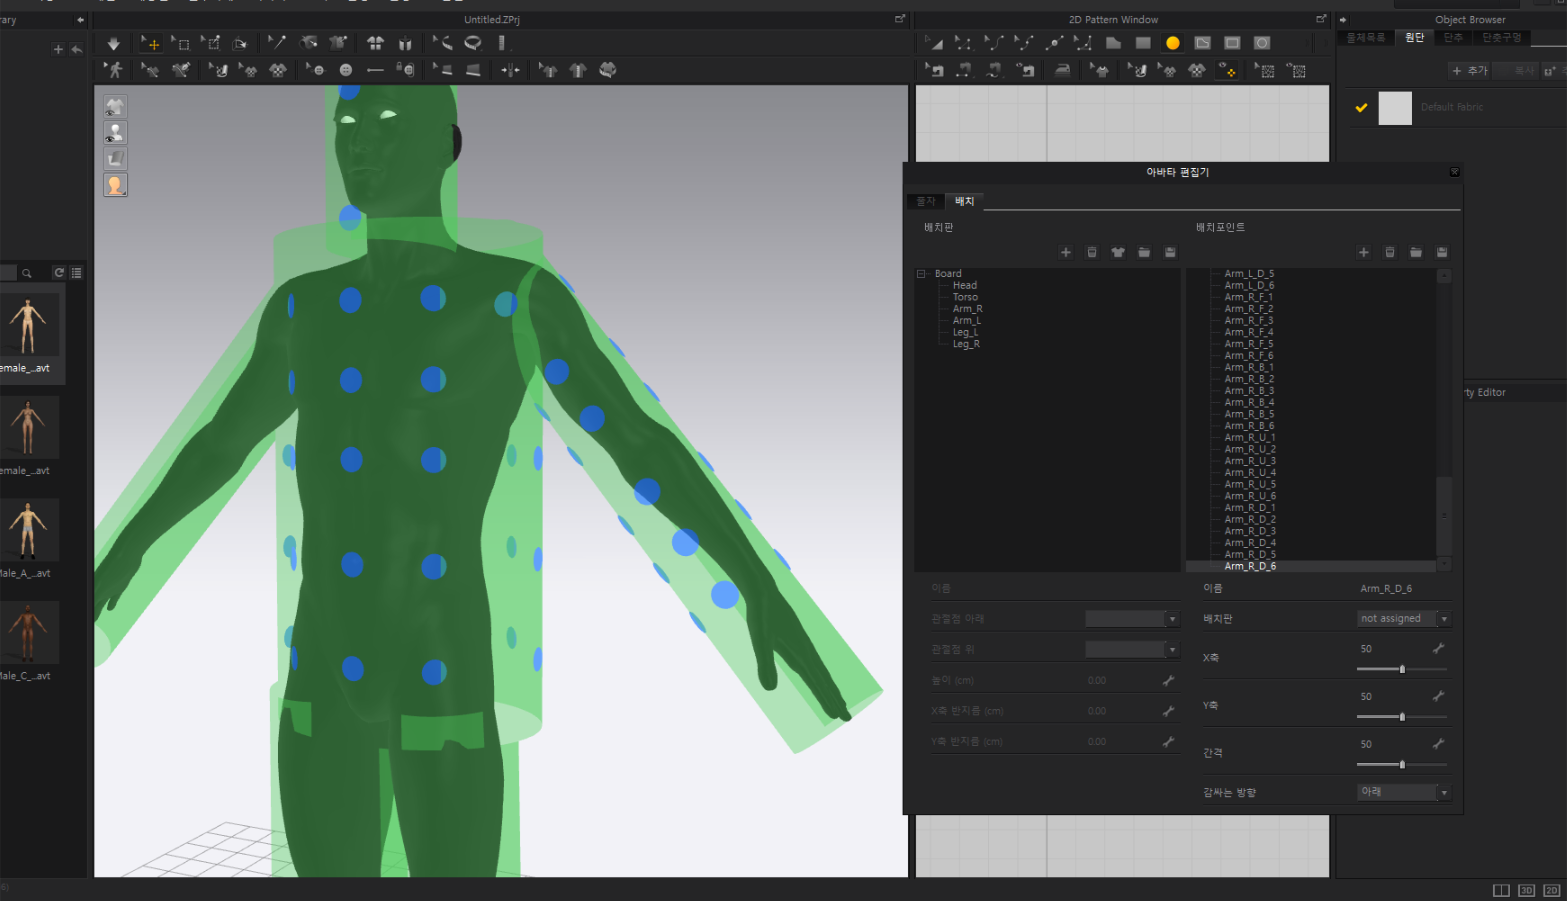 rary
Untitled.ZPrj
2D Pattern Window
Object Browser
물체목록 원단 단추 단춧구멍
+ 추가 복사
Default Fabric
emale_...avt
emale_...avt
Male_A_...avt
Male_C_...avt
아바타 편집기
줄자 배치
배치판
배치포인트
Board
Head
Torso
Arm_R
Arm_L
Leg_L
Leg_R
Arm_L_D_5
Arm_L_D_6
Arm_R_F_1
Arm_R_F_2
Arm_R_F_3
Arm_R_F_4
Arm_R_F_5
Arm_R_F_6
Arm_R_B_1
Arm_R_B_2
Arm_R_B_3
Arm_R_B_4
Arm_R_B_5
Arm_R_B_6
Arm_R_U_1
Arm_R_U_2
Arm_R_U_3
Arm_R_U_4
Arm_R_U_5
Arm_R_U_6
Arm_R_D_1
Arm_R_D_2
Arm_R_D_3
Arm_R_D_4
Arm_R_D_5
Arm_R_D_6
이름
관절점 아래
관절점 위
높이 (cm) 0.00
X축 반지름 (cm) 0.00
Y축 반지름 (cm) 0.00
이름 Arm_R_D_6
배치판 not assigned
X축 50
Y축 50
간격 50
감싸는 방향 아래
rty Editor
6)
3D 2D